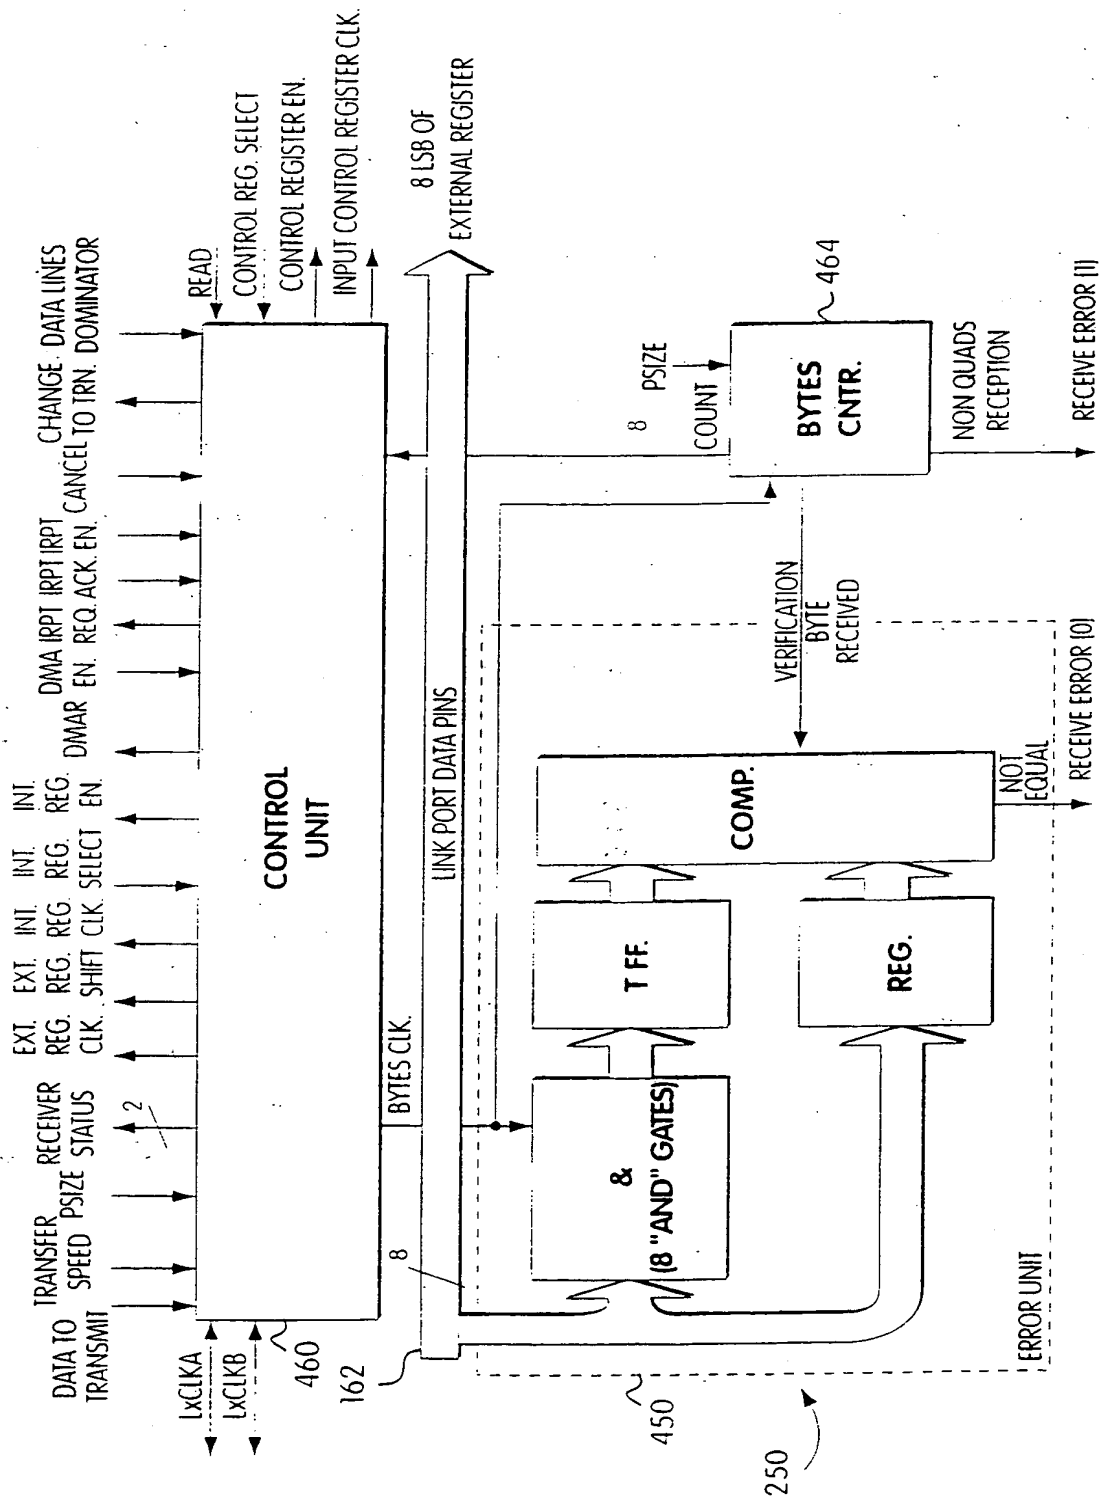 DATA TO
TRANSMIT
TRANSFER
SPEED
PSIZE
RECEIVER
STATUS
2
EXT.
REG.
CLK.
EXT.
REG.
SHIFT
INT.
REG.
CLK.
INT.
REG.
SELECT
INT.
REG.
EN.
DMAR
DMA
EN.
IRPT
REQ.
IRPT
ACK.
IRPT
EN.
CANCEL
CHANGE
TO TRN.
DATA LINES
DOMINATOR
LxCLKA
LxCLKB
460
CONTROL
UNIT
READ
CONTROL REG. SELECT
CONTROL REGISTER EN.
INPUT CONTROL REGISTER CLK.
162
8
BYTES CLK.
LINK PORT DATA PINS
8 LSB OF
EXTERNAL REGISTER
&
(8 "AND" GATES)
T FF.
REG.
COMP.
VERIFICATION
BYTE
RECEIVED
8
COUNT
PSIZE
BYTES
CNTR.
464
NON QUADS
RECEPTION
RECEIVE ERROR [1]
NOT
EQUAL
RECEIVE ERROR [0]
ERROR UNIT
450
250